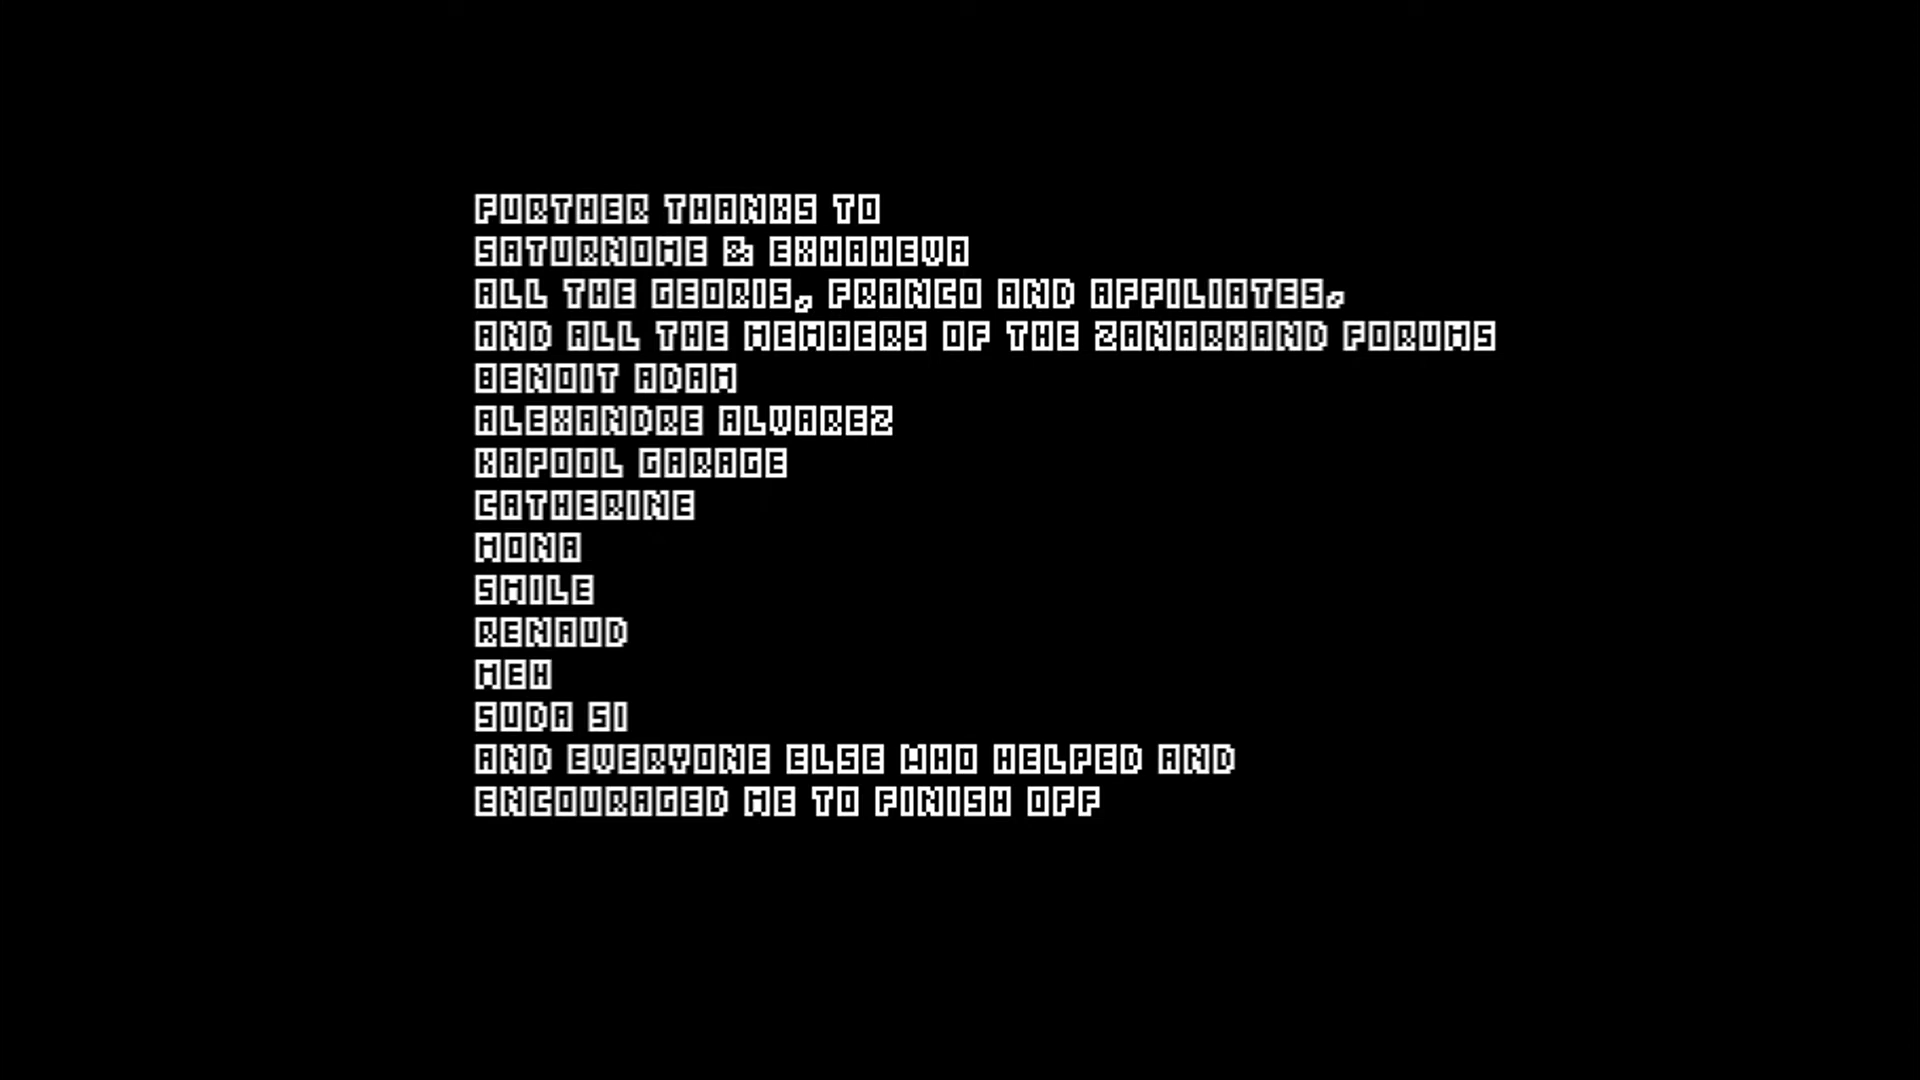 FURTHER THANKS TO
SATURNOME & EXHAHEVA
ALL THE GEORIS, FRANCO AND AFFILIATES,
AND ALL THE MEMBERS OF THE ZANARKAND FORUMS
BENOIT ADAM
ALEXANDRE ALVAREZ
KAPOOL GARAGE
CATHERINE
MONA
SMILE
RENAUD
MEH
SUDA 51
AND EVERYONE ELSE WHO HELPED AND
ENCOURAGED ME TO FINISH OFF